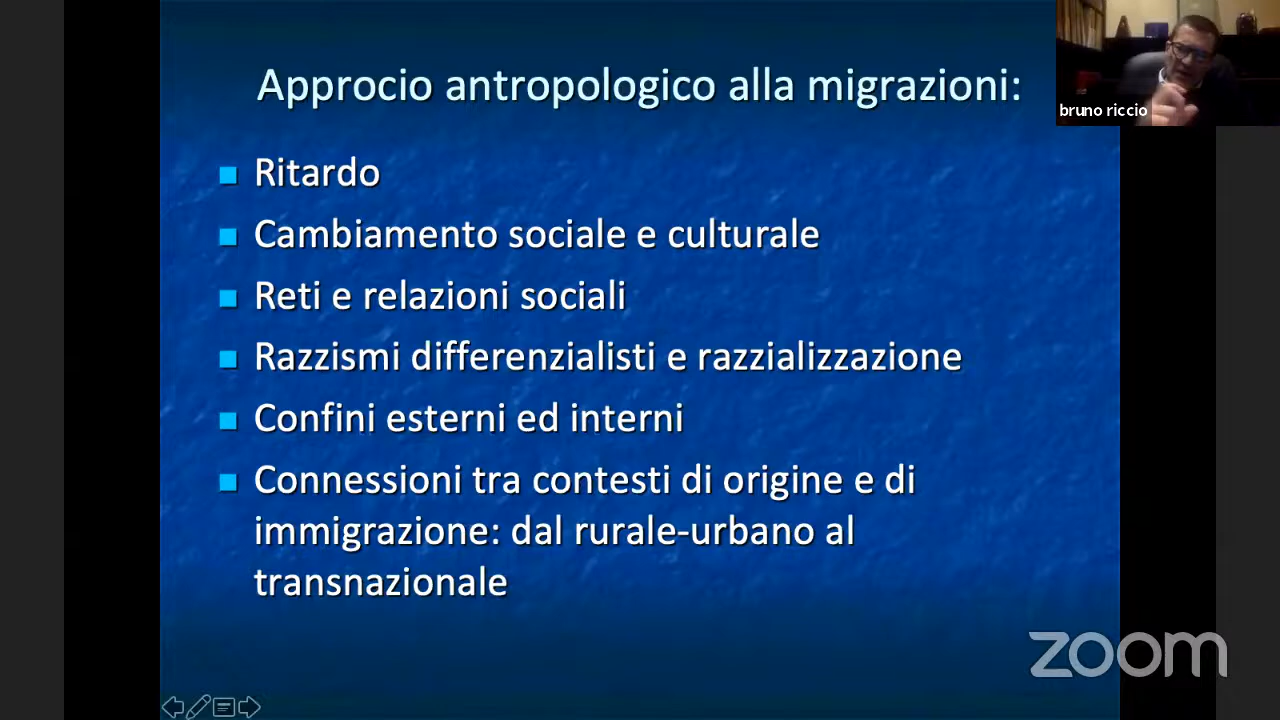 Approcio antropologico alla migrazioni:
bruno riccio
Ritardo
Cambiamento sociale e culturale
Reti e relazioni sociali
Razzismi differenzialisti e razzializzazione
Confini esterni ed interni
Connessioni tra contesti di origine e di
immigrazione: dal rurale-urbano al
transnazionale
zoom